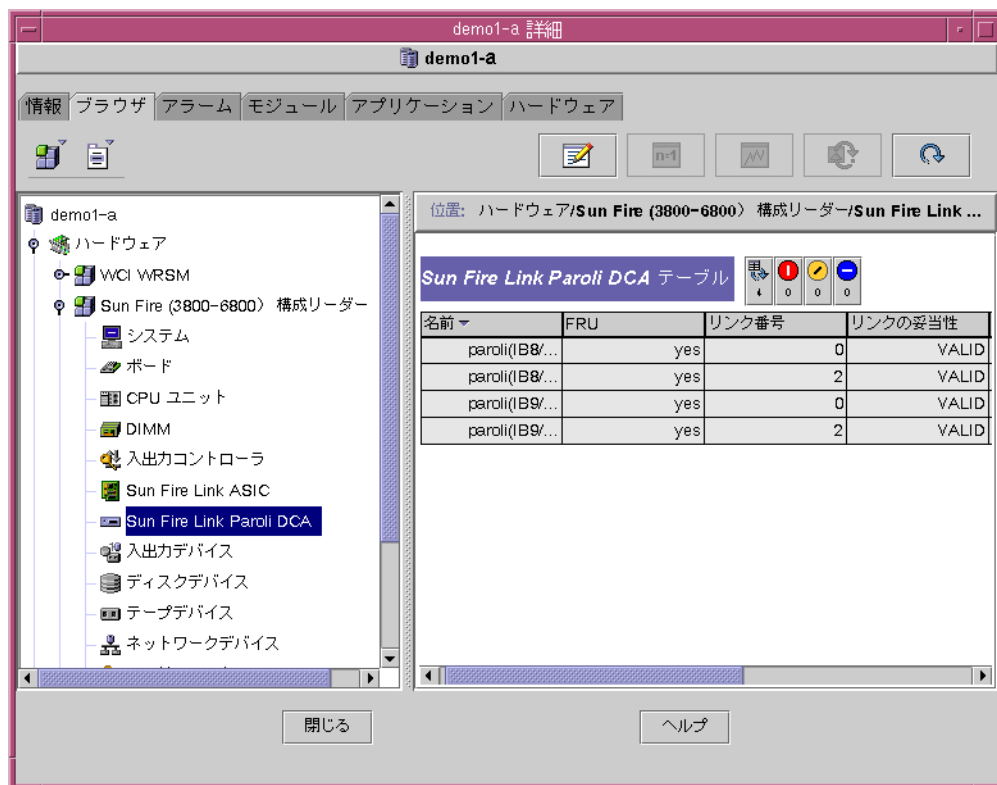 demo1-a 詳細
demo1-a
情報 ブラウザ アラーム モジュール アプリケーション ハードウェア
n=1
demo1-a
ハードウェア
WCI WRSM
Sun Fire (3800-6800) 構成リーダー
システム
ボード
CPU ユニット
DIMM
入出力コントローラ
Sun Fire Link ASIC
Sun Fire Link Paroli DCA
入出力デバイス
ディスクデバイス
テープデバイス
ネットワークデバイス
位置: ハードウェア/Sun Fire (3800-6800) 構成リーダー/Sun Fire Link ...
Sun Fire Link Paroli DCA テーブル
4 0 0 0
名前 FRU リンク番号 リンクの妥当性
paroli(IB8/... yes 0 VALID
paroli(IB8/... yes 2 VALID
paroli(IB9/... yes 0 VALID
paroli(IB9/... yes 2 VALID
閉じる ヘルプ